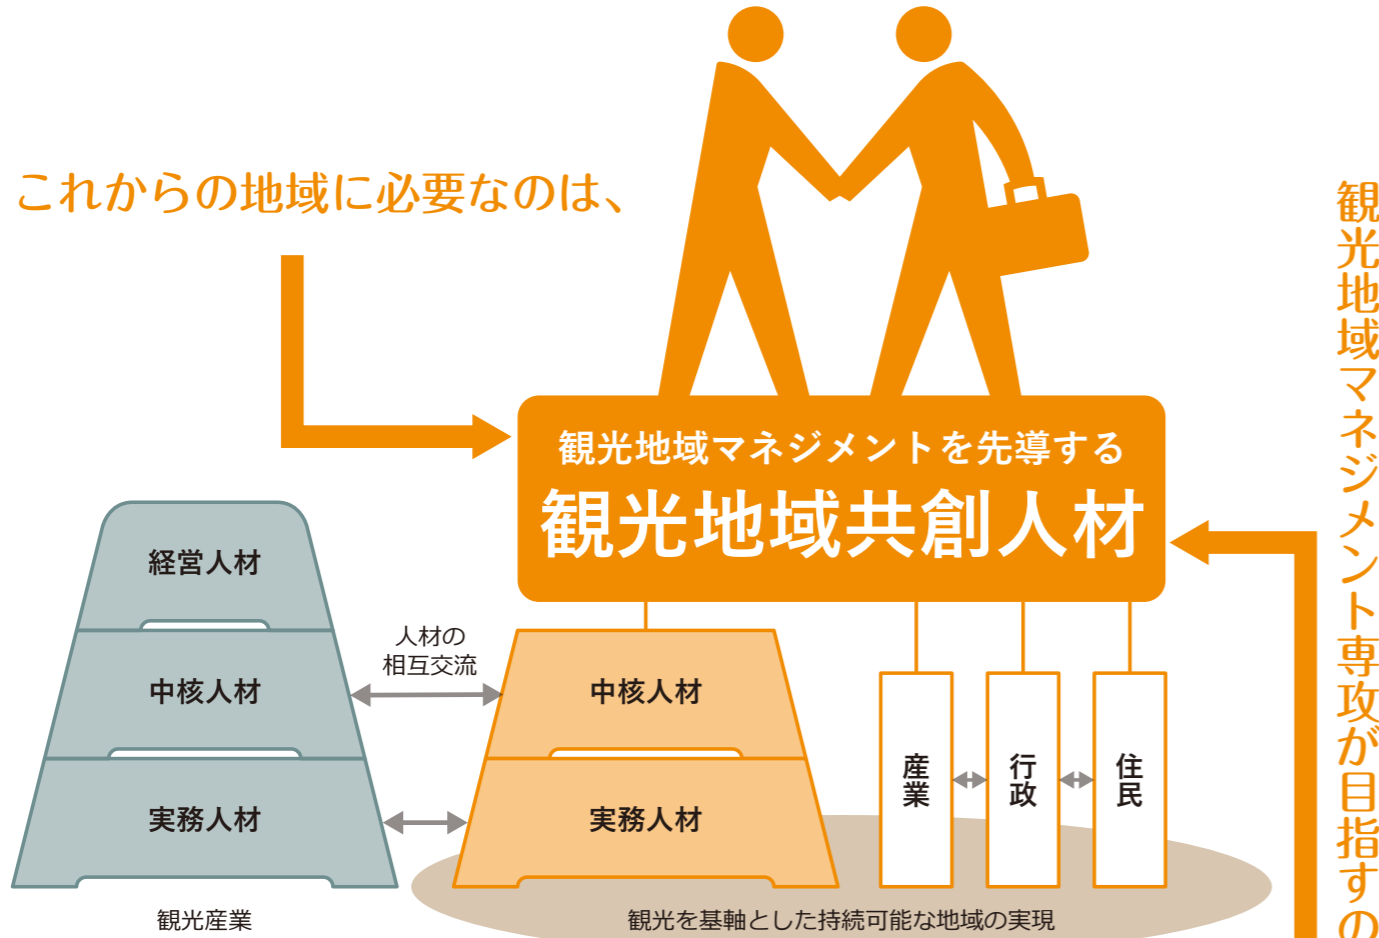 これからの地域に必要なのは、
観光地域マネジメントを先導する
観光地域共創人材
経営人材
中核人材
実務人材
観光産業
人材の
相互交流
中核人材
実務人材
産業
行政
住民
観光を基軸とした持続可能な地域の実現
観光地域マネジメント専攻が目指すの